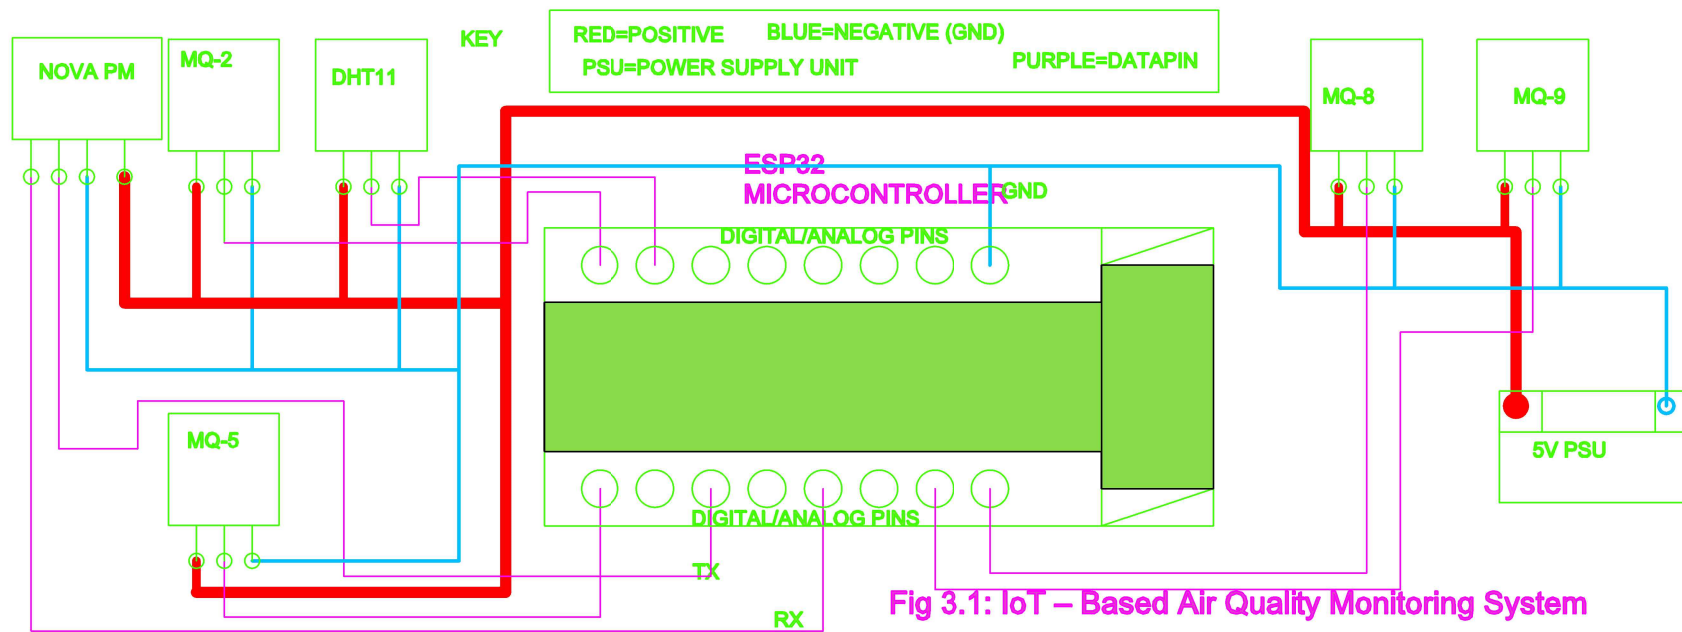 KEY
RED=POSITIVE
BLUE=NEGATIVE (GND)
PSU=POWER SUPPLY UNIT
PURPLE=DATAPIN
NOVA PM
MQ-2
DHT11
MQ-8
MQ-9
ESP32
MICROCONTROLLER
GND
DIGITAL/ANALOG PINS
MQ-5
5V PSU
DIGITAL/ANALOG PINS
TX
RX
Fig 3.1: IoT – Based Air Quality Monitoring System